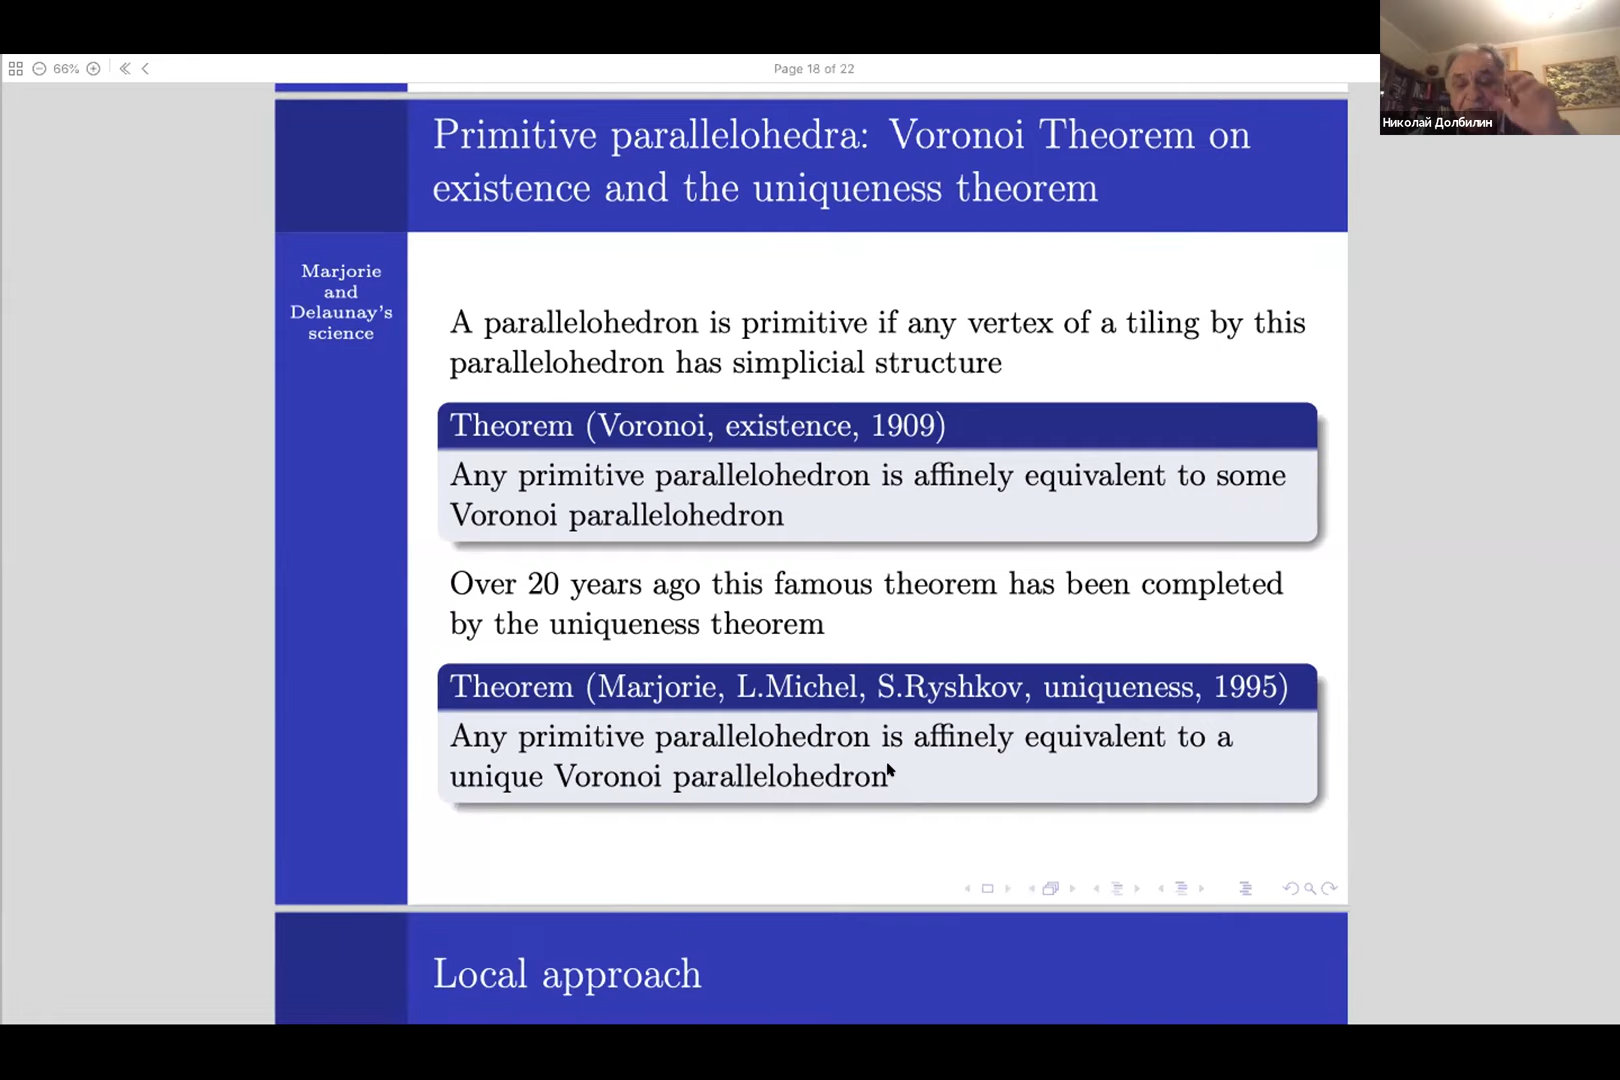 66%
Page 18 of 22
Николай Долбилин
Primitive parallelohedra: Voronoi Theorem on
existence and the uniqueness theorem
Marjorie
and
Delaunay's
science
A parallelohedron is primitive if any vertex of a tiling by this
parallelohedron has simplicial structure
Theorem (Voronoi, existence, 1909)
Any primitive parallelohedron is affinely equivalent to some
Voronoi parallelohedron
Over 20 years ago this famous theorem has been completed
by the uniqueness theorem
Theorem (Marjorie, L.Michel, S.Ryshkov, uniqueness, 1995)
Any primitive parallelohedron is affinely equivalent to a
unique Voronoi parallelohedron
Local approach